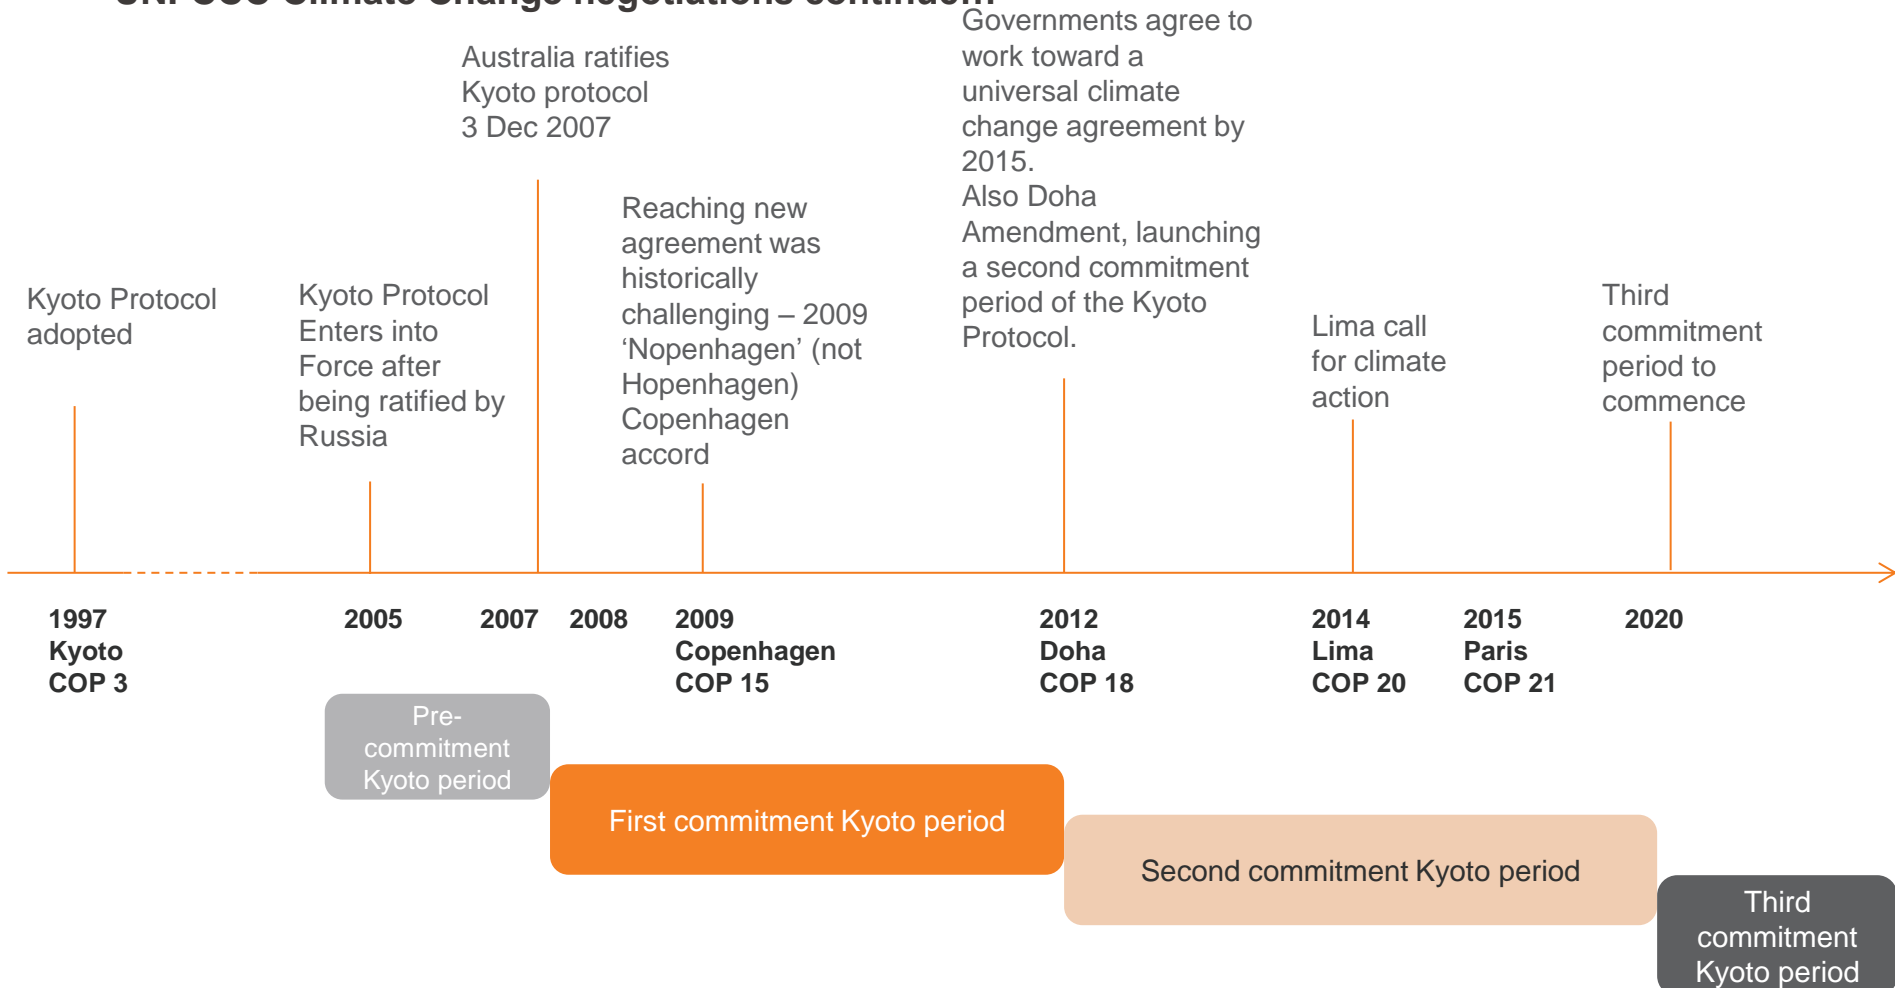 Climate Change negotiations
Governments agree to
work toward a
universal climate
change agreement by
2015.
Also Doha
Amendment, launching
a second commitment
period of the Kyoto
Protocol.
Australia ratifies
Kyoto protocol
3 Dec 2007
Reaching new
agreement was
historically
challenging – 2009
‘Nopenhagen’ (not
Hopenhagen)
Copenhagen
accord
Kyoto Protocol
adopted
Kyoto Protocol
Enters into
Force after
being ratified by
Russia
Lima call
for climate
action
Third
commitment
period to
commence
1997
Kyoto
COP 3
2005
2007
2008
2009
Copenhagen
COP 15
2012
Doha
COP 18
2014
Lima
COP 20
2015
Paris
COP 21
2020
Pre-
commitment
Kyoto period
First commitment Kyoto period
Second commitment Kyoto period
Third
commitment
Kyoto period